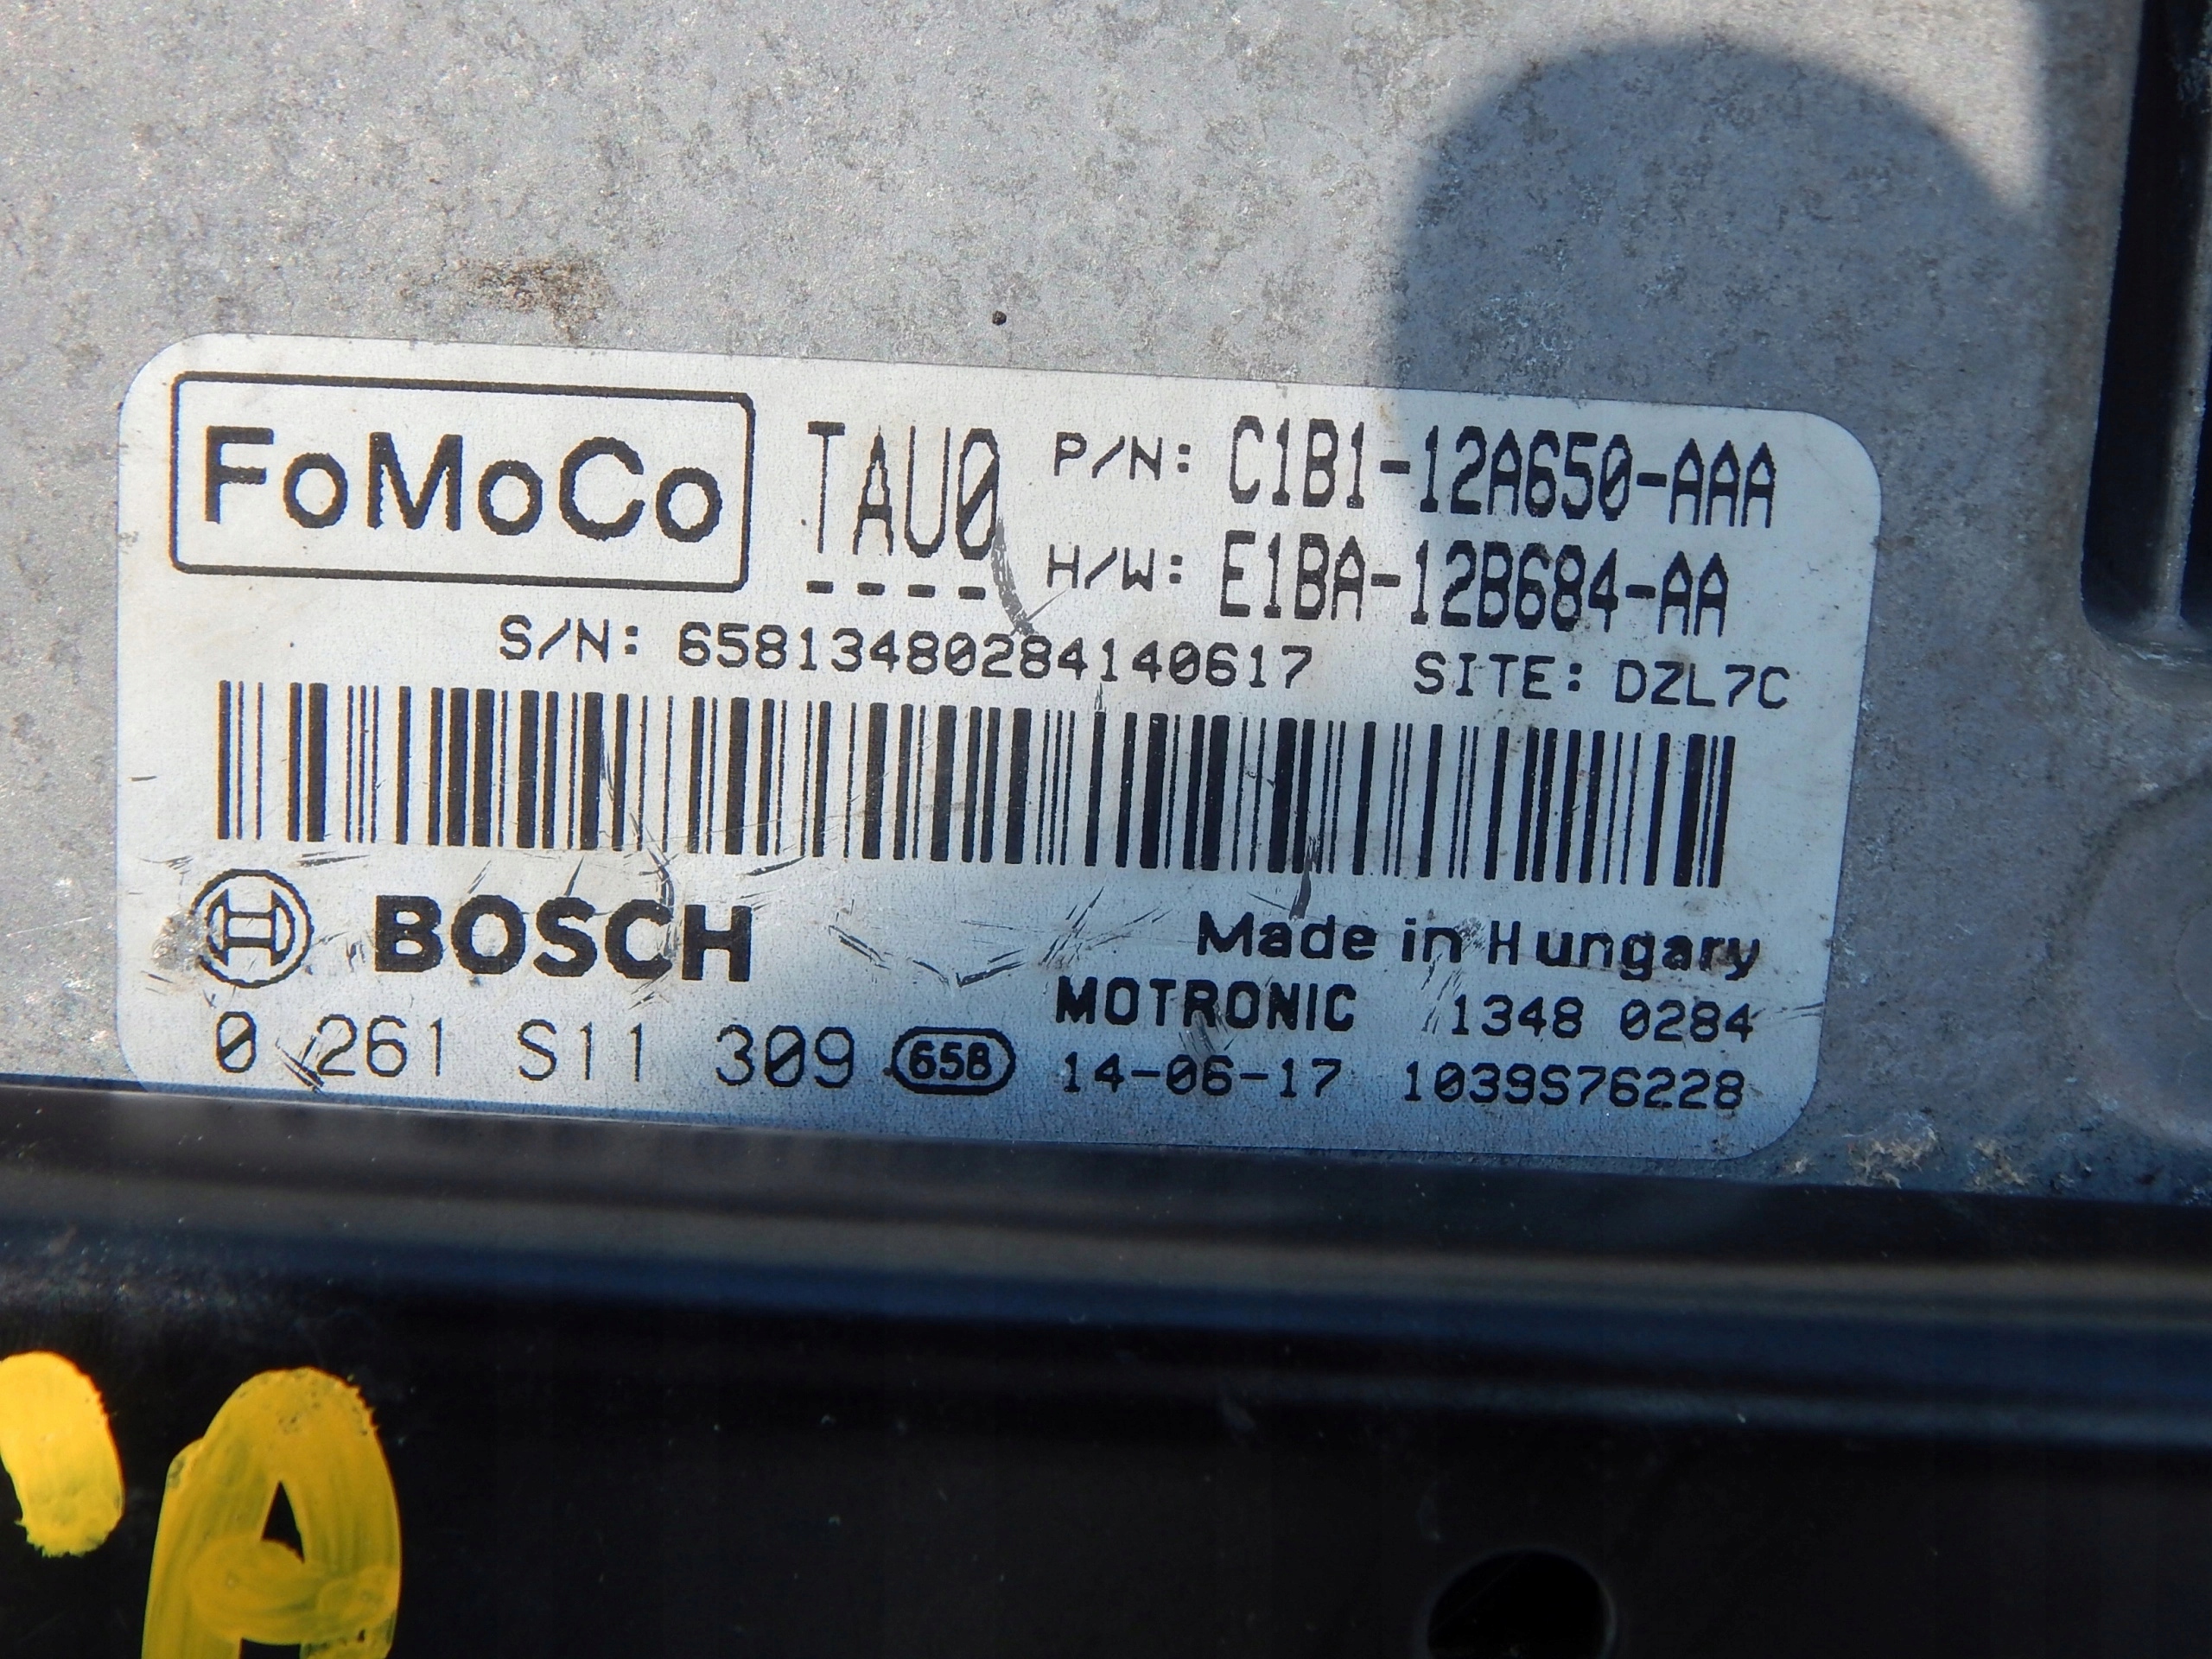 FoMoCo TAU0 P/N: C1B1-12A650-AAA
---- H/W: E1BA-12B684-AA
S/N: 65813480284140617 SITE: DZL7C
BOSCH Made in Hungary
MOTRONIC 1348 0284
0 261 S11 309 658 14-06-17 1039S76228
A